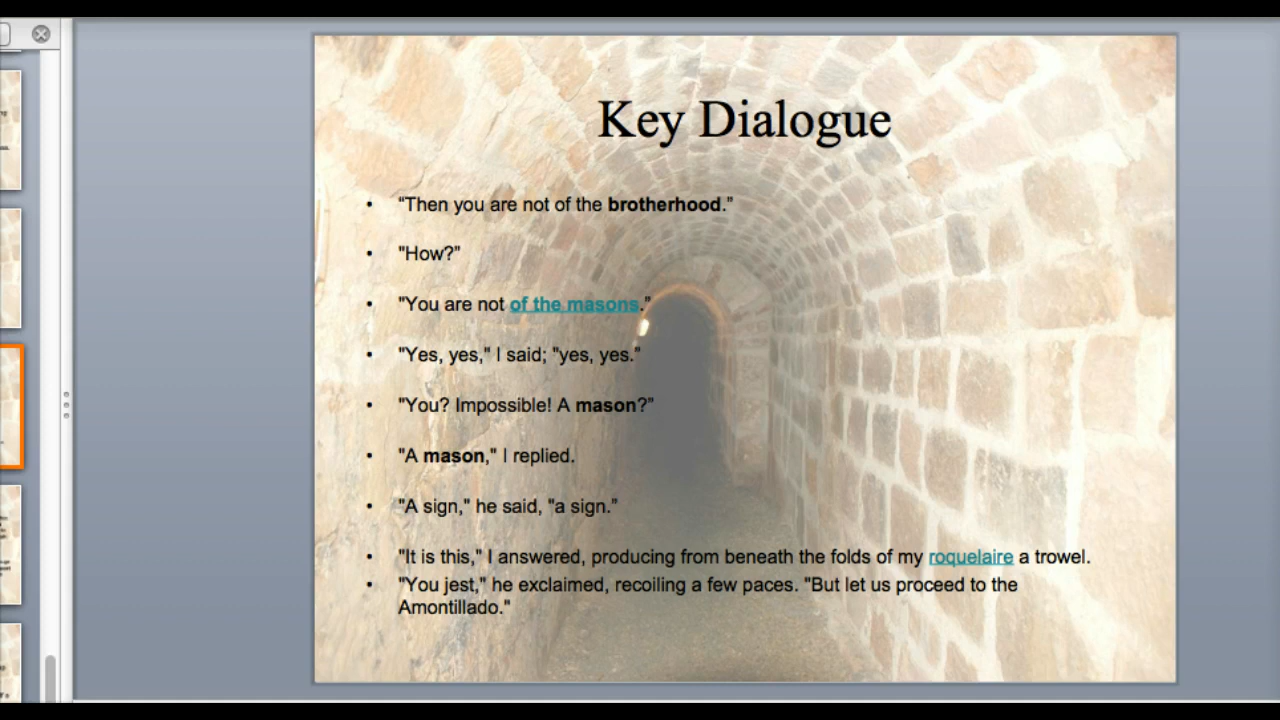 Key Dialogue
• “Then you are not of the brotherhood.”
• "How?”
• "You are not of the masons.”
• "Yes, yes," I said; "yes, yes.”
• "You? Impossible! A mason?”
• "A mason," I replied.
• "A sign," he said, "a sign.”
• "It is this," I answered, producing from beneath the folds of my roquelaire a trowel.
• "You jest," he exclaimed, recoiling a few paces. "But let us proceed to the
Amontillado."